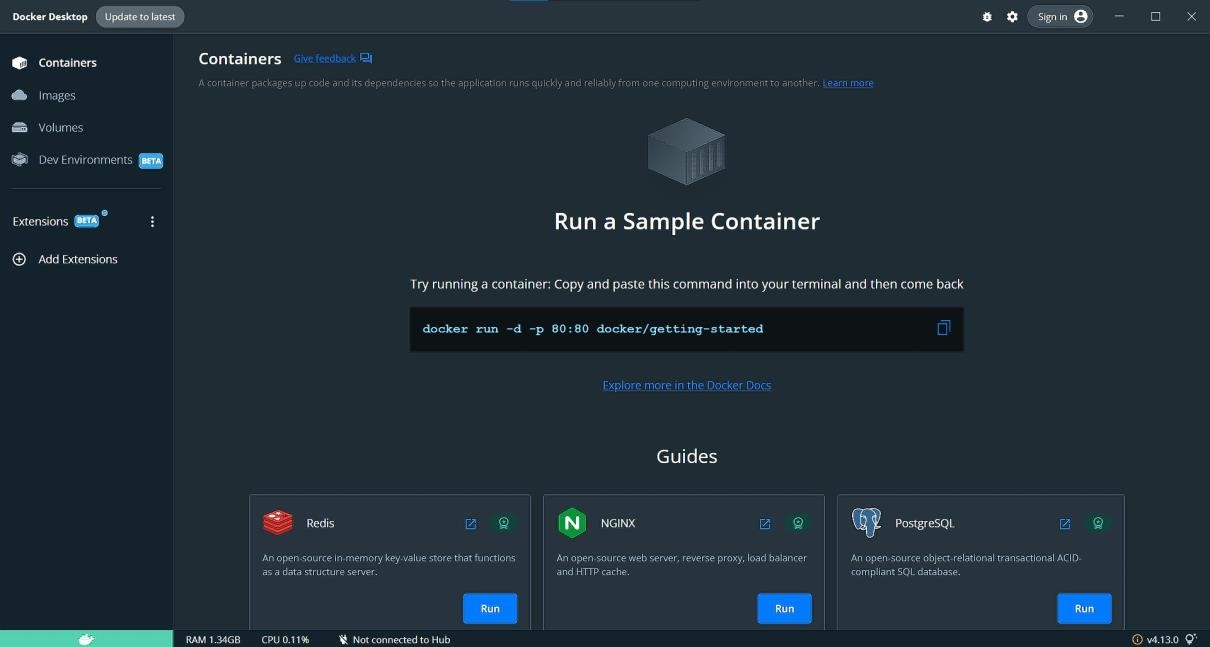 Docker Desktop Update to latest Sign in
Containers
Images
Volumes
Dev Environments BETA
Extensions BETA
Add Extensions
Containers Give feedback
A container packages up code and its dependencies so the application runs quickly and reliably from one computing environment to another. Learn more
Run a Sample Container
Try running a container: Copy and paste this command into your terminal and then come back
docker run -d -p 80:80 docker/getting-started
Explore more in the Docker Docs
Guides
Redis
An open-source in-memory key-value store that functions
as a data structure server.
Run
N NGINX
An open-source web server, reverse proxy, load balancer
and HTTP cache.
Run
PostgreSQL
An open-source object-relational transactional ACID-
compliant SQL database.
Run
RAM 1.34GB CPU 0.11% Not connected to Hub v4.13.0